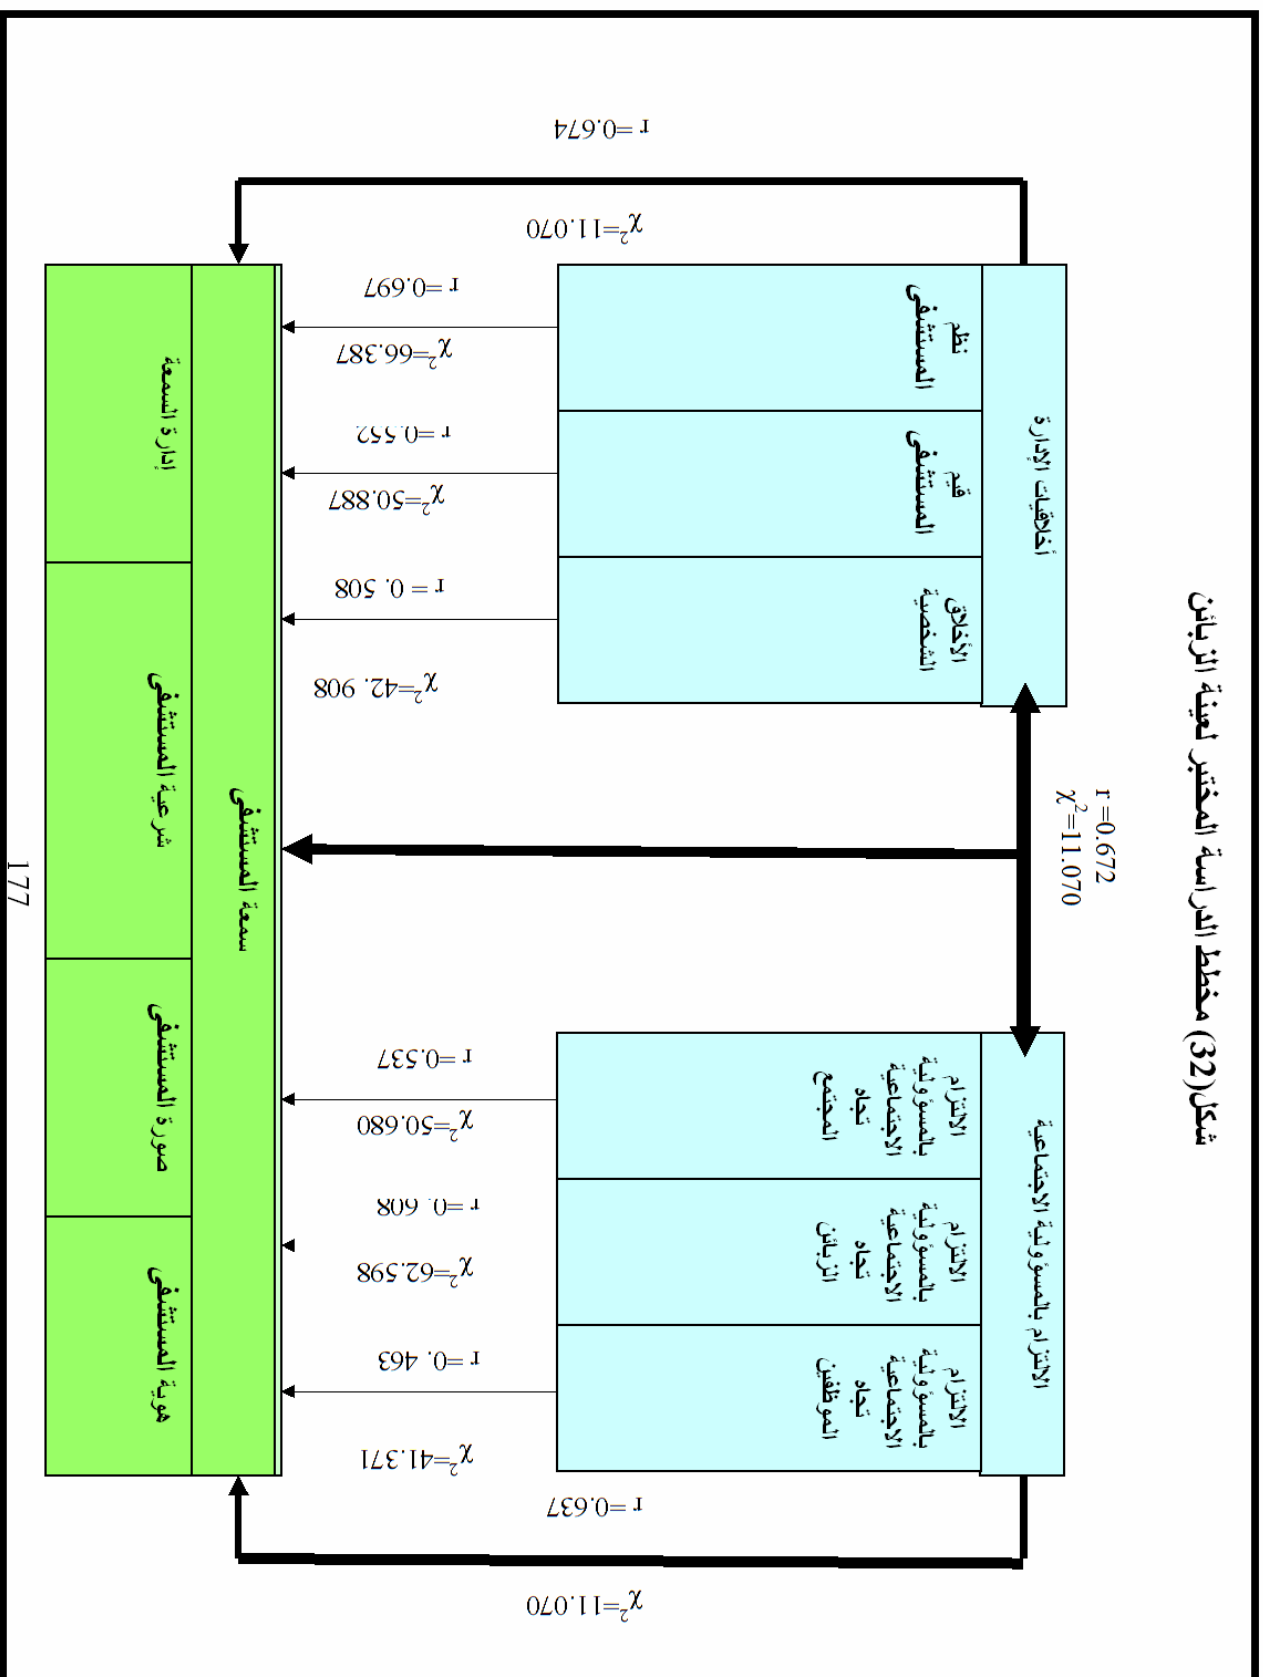 شكل(32) مخطط الدراسة المختبر لعينة الزبائن
r =0.672
χ²=11.070
أخلاقيات الإدارة
نظم
المستشفى
قيم
المستشفى
الأخلاق
الشخصية
الالتزام بالمسؤولية الاجتماعية
الالتزام
بالمسؤولية
الاجتماعية
تجاه
المجتمع
الالتزام
بالمسؤولية
الاجتماعية
تجاه
الزبائن
الالتزام
بالمسؤولية
الاجتماعية
تجاه
الموظفين
r =0.674
χ²=11.070
r =0.697
χ²=66.387
r =0.552
χ²=50.887
r = 0. 508
χ²=42. 908
r =0.537
χ²=50.680
r =0. 608
χ²=62.598
r =0. 463
χ²=41.371
r =0.637
χ²=11.070
سمعة المستشفى
إدارة السمعة
شرعية المستشفى
صورة المستشفى
هوية المستشفى
177